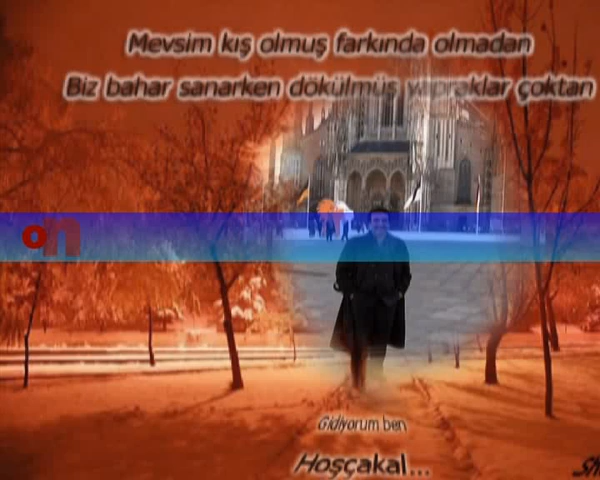 Mevsim kış olmuş farkında olmadan
Biz bahar sanarken dökülmüş yapraklar çoktan
on
Gidiyorum ben
Hoşçakal...